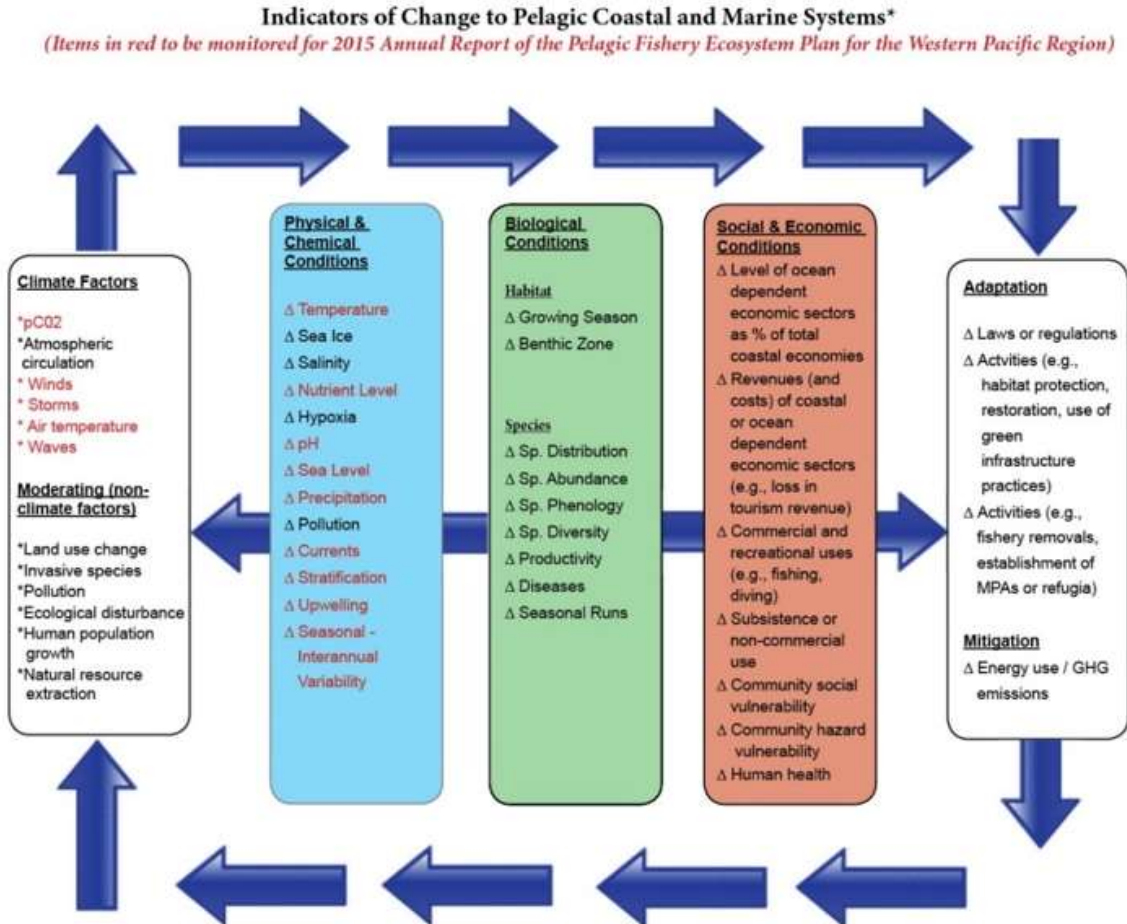 Indicators of Change to Pelagic Coastal and Marine Systems*
(Items in red to be monitored for 2015 Annual Report of the Pelagic Fishery Ecosystem Plan for the Western Pacific Region)
Climate Factors
*pC02
*Atmospheric
circulation
* Winds
* Storms
* Air temperature
* Waves
Moderating (non-
climate factors)
*Land use change
*Invasive species
*Pollution
*Ecological disturbance
*Human population
growth
*Natural resource
extraction
Physical &
Chemical
Conditions
Δ Temperature
Δ Sea Ice
Δ Salinity
Δ Nutrient Level
Δ Hypoxia
Δ pH
Δ Sea Level
Δ Precipitation
Δ Pollution
Δ Currents
Δ Stratification
Δ Upwelling
Δ Seasonal -
Interannual
Variability
Biological
Conditions
Habitat
Δ Growing Season
Δ Benthic Zone
Species
Δ Sp. Distribution
Δ Sp. Abundance
Δ Sp. Phenology
Δ Sp. Diversity
Δ Productivity
Δ Diseases
Δ Seasonal Runs
Social & Economic
Conditions
Δ Level of ocean
dependent
economic sectors
as % of total
coastal economies
Δ Revenues (and
costs) of coastal
or ocean
dependent
economic sectors
(e.g., loss in
tourism revenue)
Δ Commercial and
recreational uses
(e.g., fishing,
diving)
Δ Subsistence or
non-commercial
use
Δ Community social
vulnerability
Δ Community hazard
vulnerability
Δ Human health
Adaptation
Δ Laws or regulations
Δ Actvities (e.g.,
habitat protection,
restoration, use of
green
infrastructure
practices)
Δ Activities (e.g.,
fishery removals,
establishment of
MPAs or refugia)
Mitigation
Δ Energy use / GHG
emissions